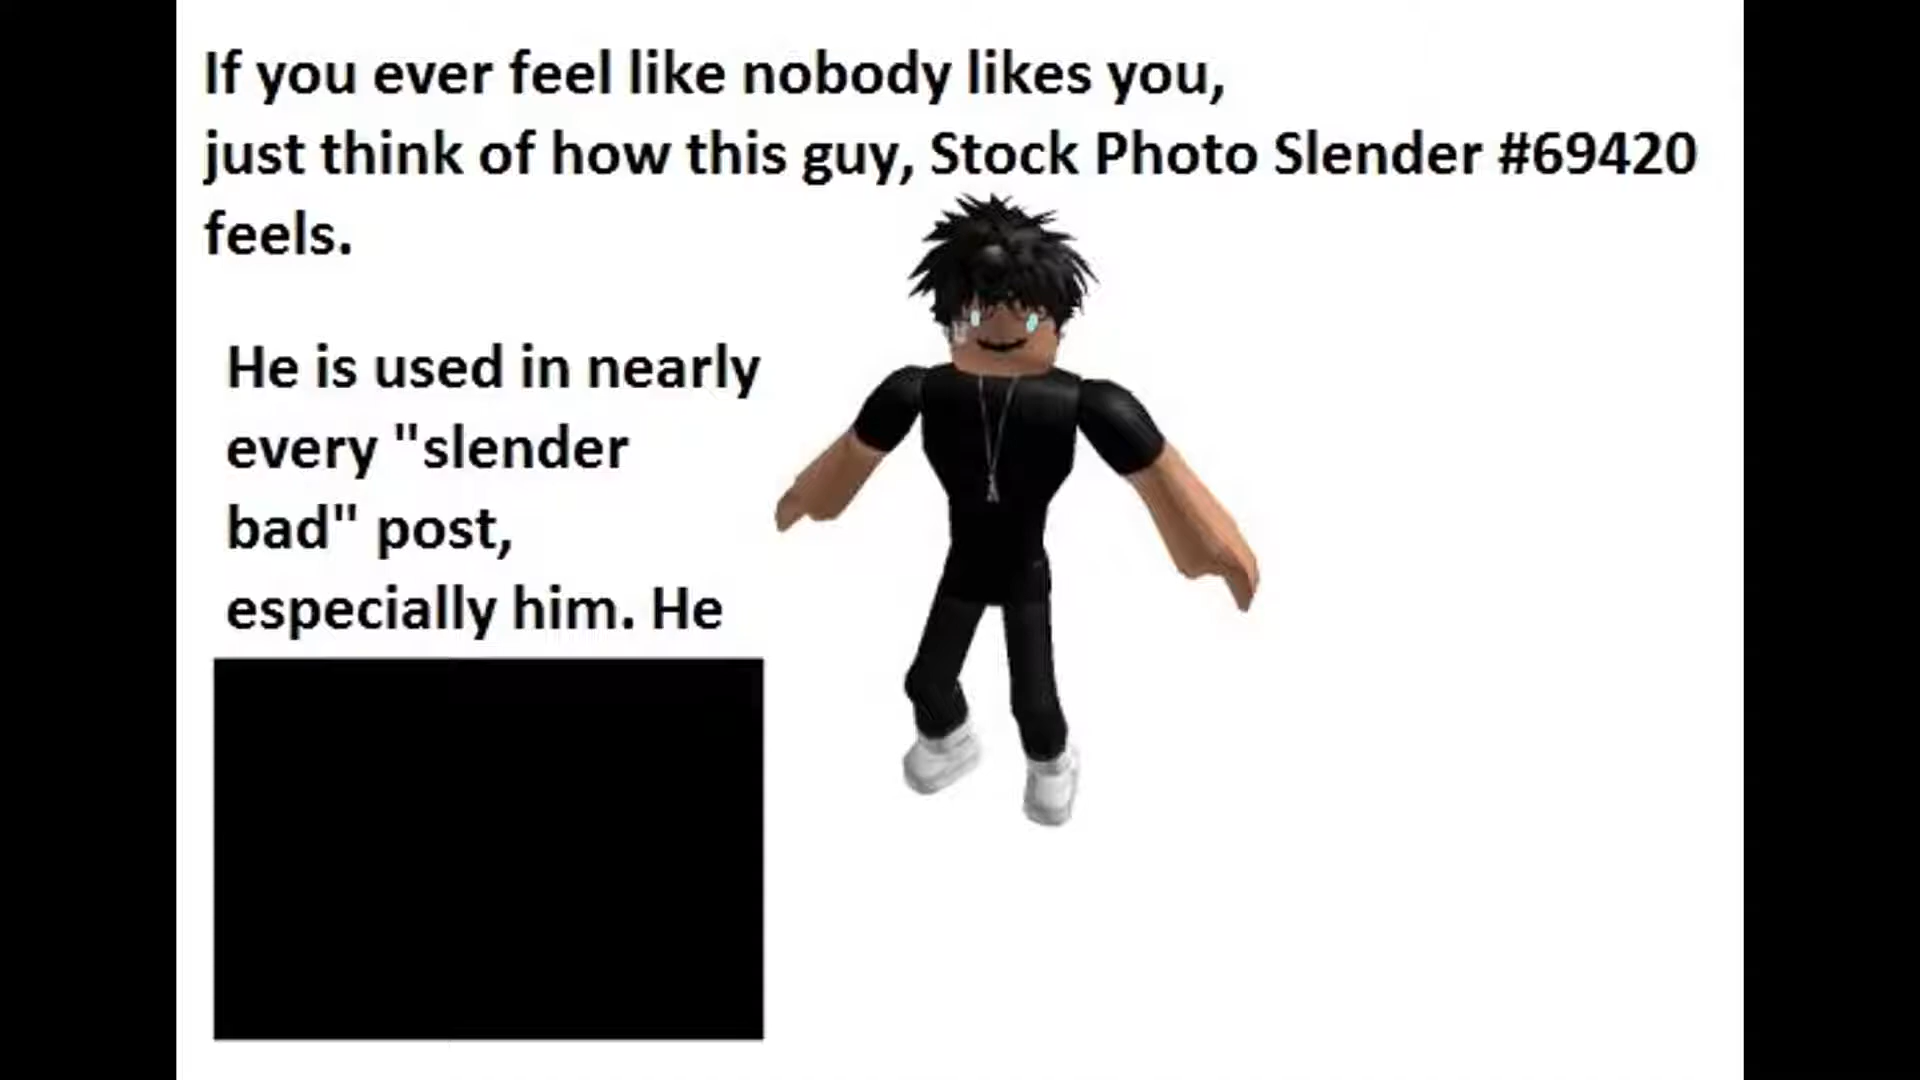 If you ever feel like nobody likes you,
just think of how this guy, Stock Photo Slender #69420
feels.
He is used in nearly
every "slender
bad" post,
especially him. He